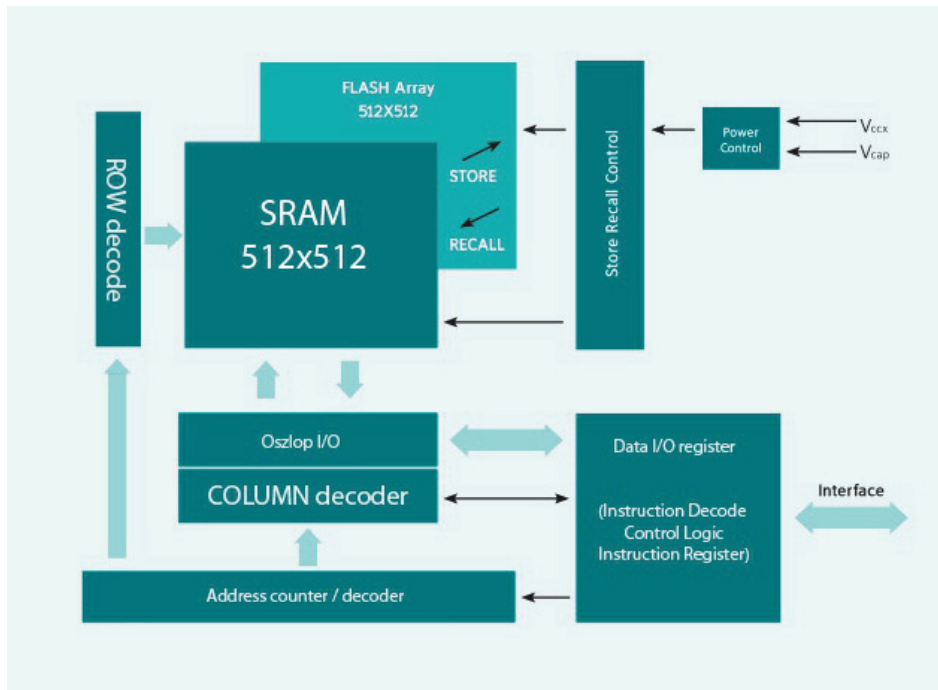 FLASH Array
512X512
STORE
RECALL
SRAM
512x512
ROW decode
Store Recall Control
Power
Control
Vccx
Vcap
Oszlop I/O
COLUMN decoder
Data I/O register
(Instruction Decode
Control Logic
Instruction Register)
Interface
Address counter / decoder